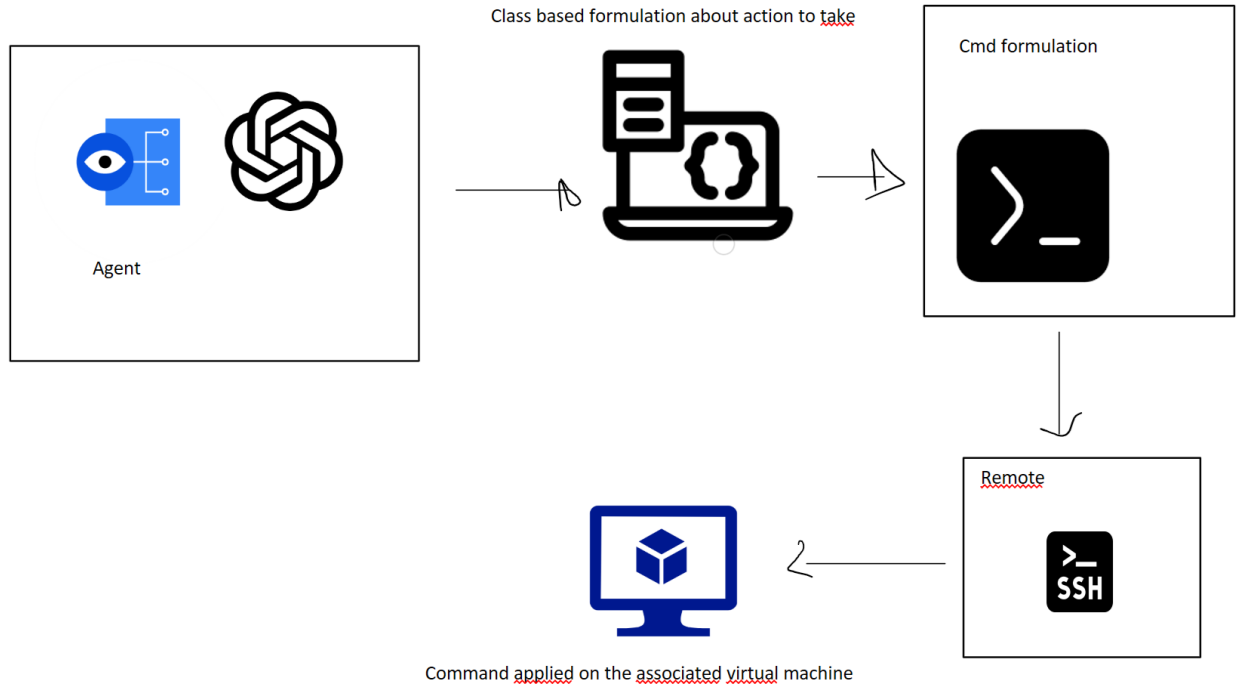 Class based formulation about action to take
Cmd formulation
Agent
>_
Remote
>_
SSH
Command applied on the associated virtual machine